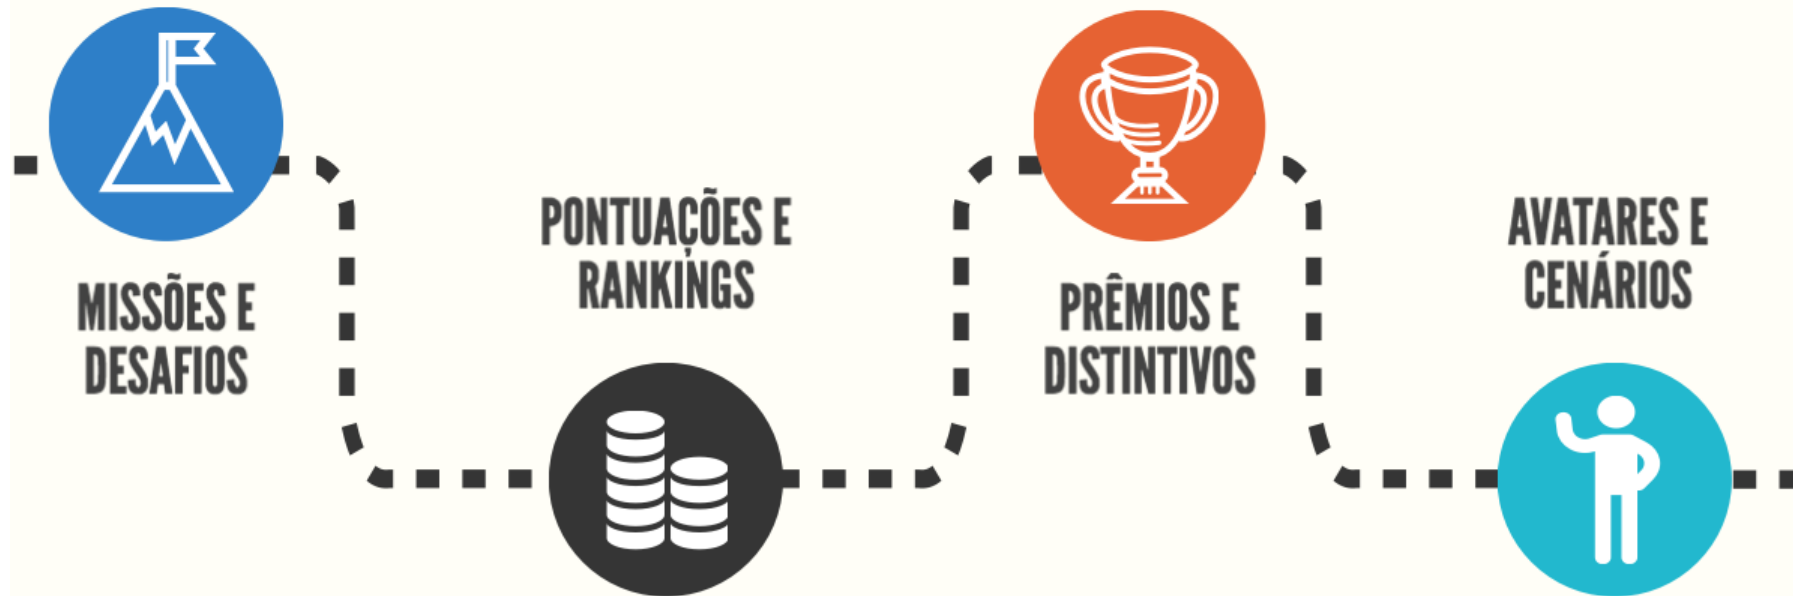 MISSÕES E
DESAFIOS
PONTUAÇÕES E
RANKINGS
PRÊMIOS E
DISTINTIVOS
AVATARES E
CENÁRIOS